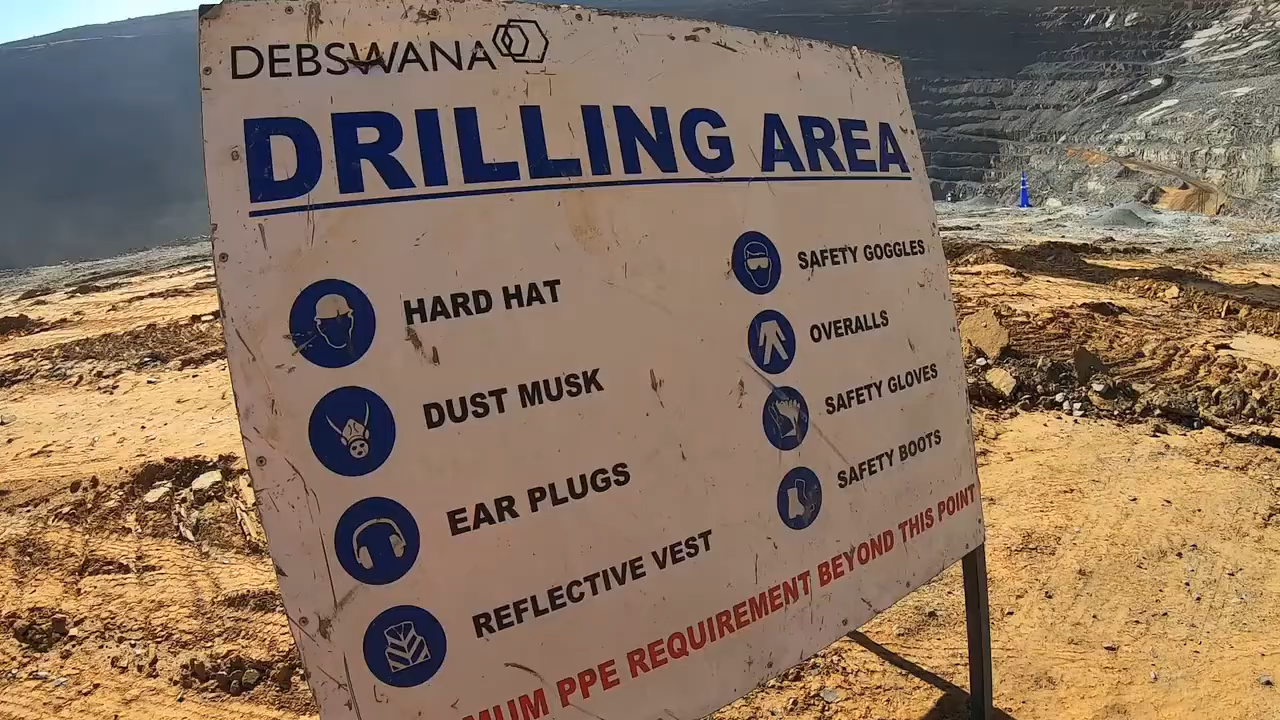 DEBSWANA
DRILLING AREA
HARD HAT
DUST MUSK
EAR PLUGS
REFLECTIVE VEST
SAFETY GOGGLES
OVERALLS
SAFETY GLOVES
SAFETY BOOTS
PPE REQUIREMENT BEYOND THIS POINT